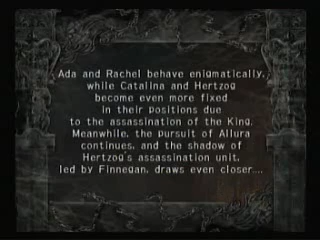 Ada and Rachel behave enigmatically,
while Catalina and Hertzog
become even more fixed
in their positions due
to the assassination of the King.
Meanwhile, the pursuit of Allura
continues, and the shadow of
Hertzog's assassination unit,
led by Finnegan, draws even closer....